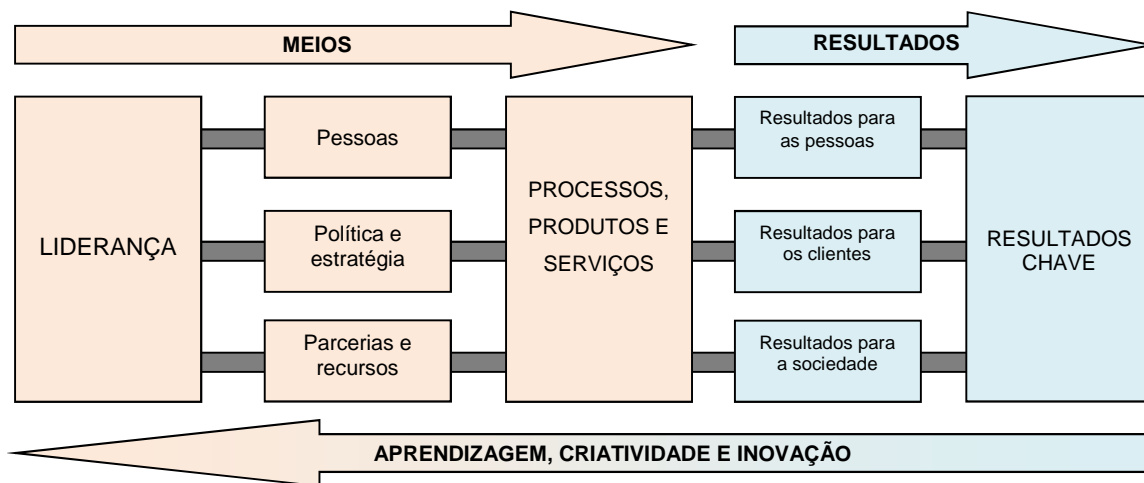 MEIOS
RESULTADOS
LIDERANÇA
Pessoas
Política e
estratégia
Parcerias e
recursos
PROCESSOS,
PRODUTOS E
SERVIÇOS
Resultados para
as pessoas
Resultados para
os clientes
Resultados para
a sociedade
RESULTADOS
CHAVE
APRENDIZAGEM, CRIATIVIDADE E INOVAÇÃO